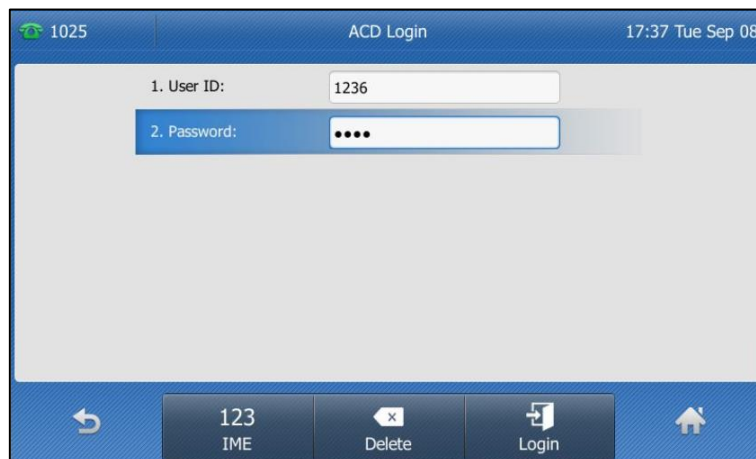 1025 ACD Login 17:37 Tue Sep 08
1. User ID: 1236
2. Password: ••••
123
IME Delete Login